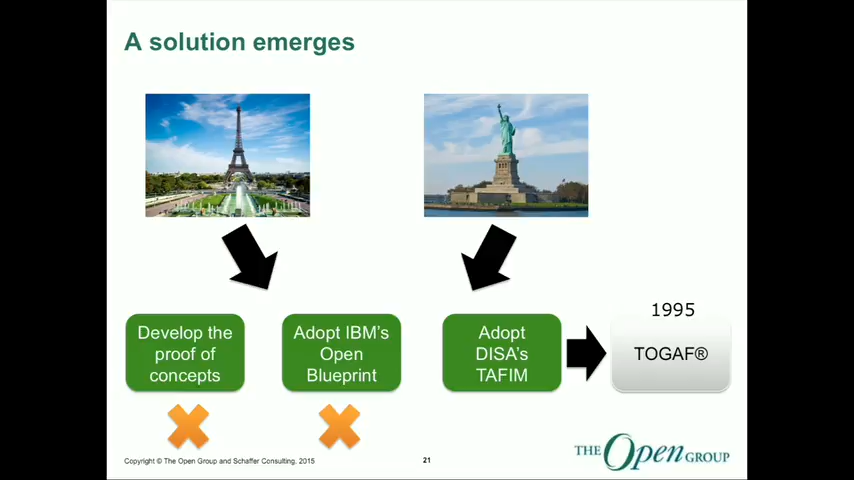 A solution emerges
Develop the
proof of
concepts
Adopt IBM's
Open
Blueprint
Adopt
DISA's
TAFIM
1995
TOGAF®
Copyright © The Open Group and Schaffer Consulting, 2015
21
THE Open GROUP